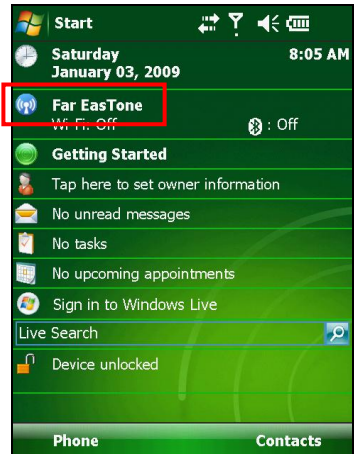 Start
Saturday 8:05 AM
January 03, 2009
Far EasTone
Wi-Fi: Off : Off
Getting Started
Tap here to set owner information
No unread messages
No tasks
No upcoming appointments
Sign in to Windows Live
Live Search
Device unlocked
Phone Contacts